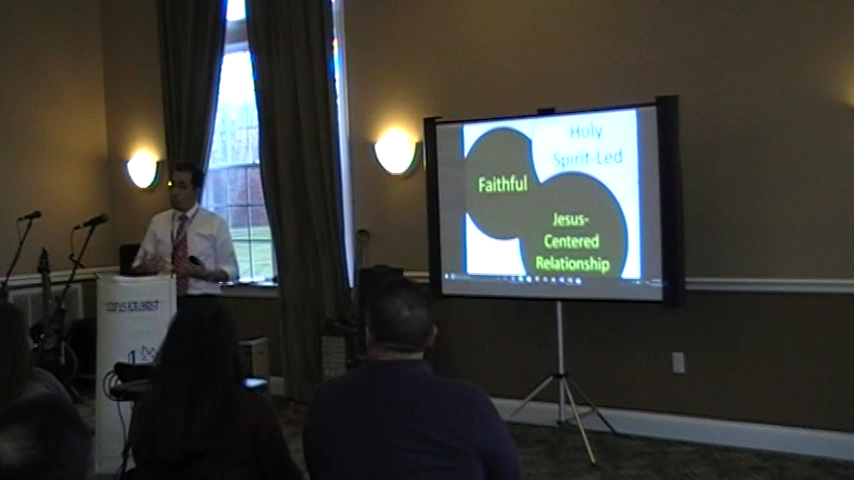 Holy
Spirit-Led
Faithful
Jesus-
Centered
Relationship